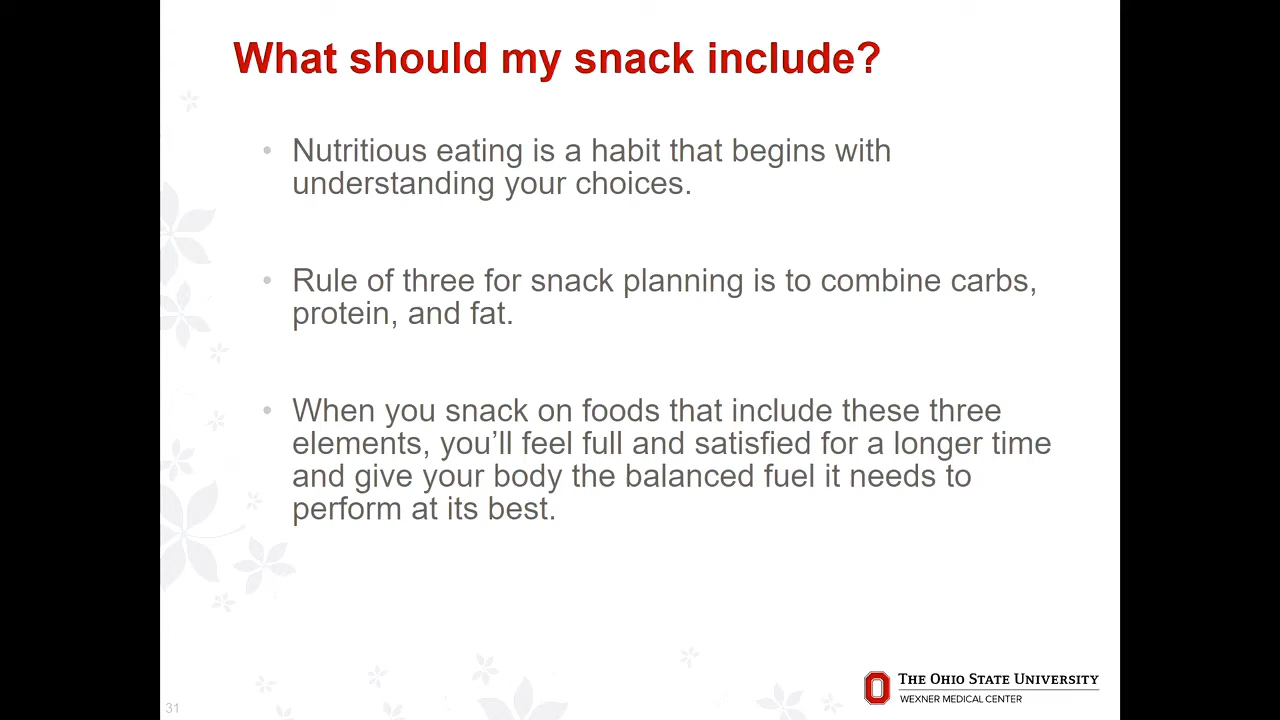 What should my snack include?
• Nutritious eating is a habit that begins with
understanding your choices.
• Rule of three for snack planning is to combine carbs,
protein, and fat.
• When you snack on foods that include these three
elements, you’ll feel full and satisfied for a longer time
and give your body the balanced fuel it needs to
perform at its best.
THE OHIO STATE UNIVERSITY
WEXNER MEDICAL CENTER
31